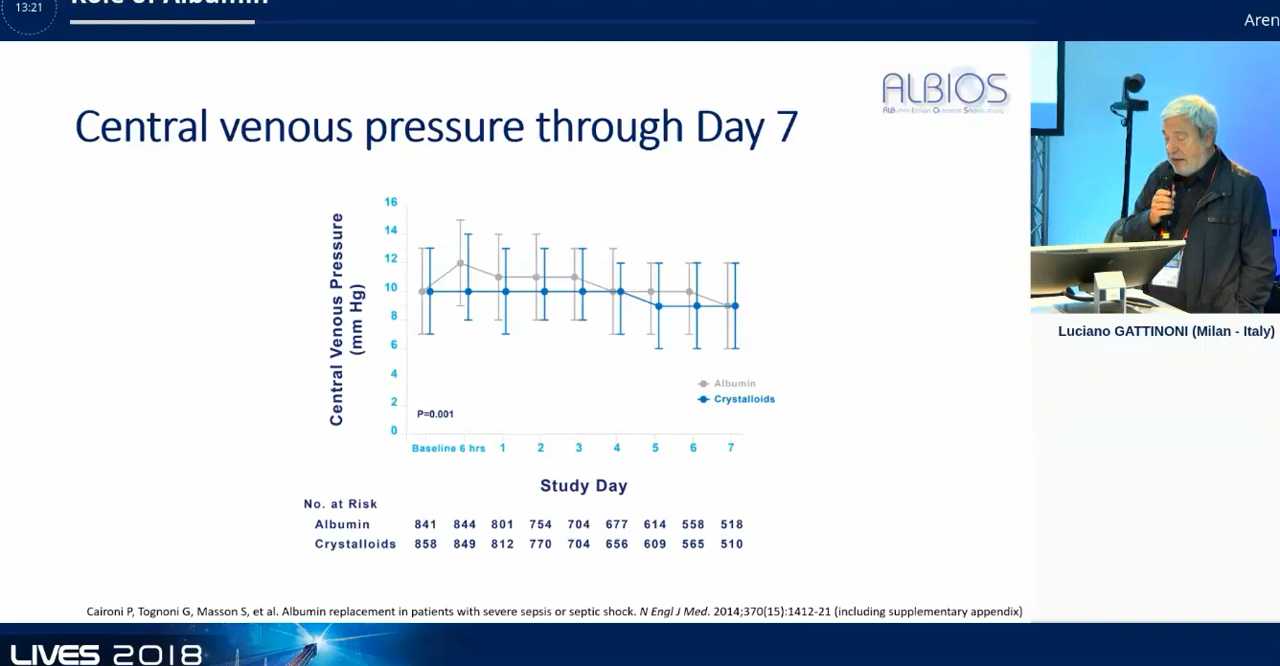 13:21
Role of Albumin
Aren
ALBIOS
Central venous pressure through Day 7
Central Venous Pressure
(mm Hg)
16
14
12
10
8
6
4
2
0
Albumin
Crystalloids
P=0.001
Baseline 6 hrs 1 2 3 4 5 6 7
Study Day
No. at Risk
Albumin 841 844 801 754 704 677 614 558 518
Crystalloids 858 849 812 770 704 656 609 565 510
Caironi P, Tognoni G, Masson S, et al. Albumin replacement in patients with severe sepsis or septic shock. N Engl J Med. 2014;370(15):1412-21 (including supplementary appendix)
Luciano GATTINONI (Milan - Italy)
LIVES 2018